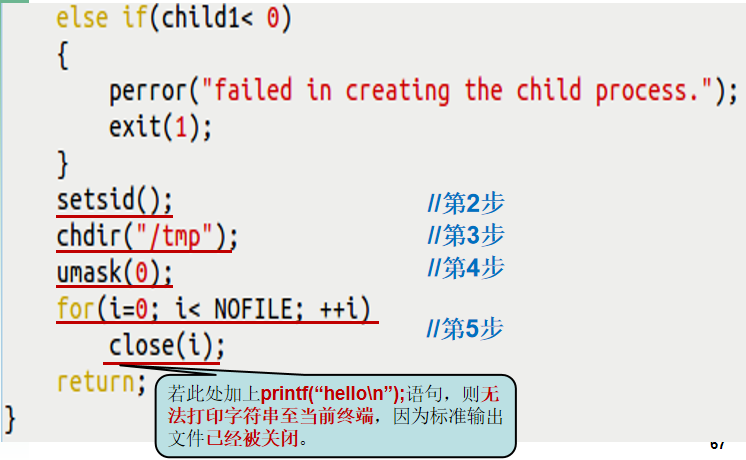 else if(child1< 0)
{
perror("failed in creating the child process.");
exit(1);
}
setsid(); //第2步
chdir("/tmp"); //第3步
umask(0); //第4步
for(i=0; i< NOFILE; ++i) //第5步
close(i);
return;
若此处加上printf(“hello\n”);语句，则无
法打印字符串至当前终端，因为标准输出
文件已经被关闭。
}
67